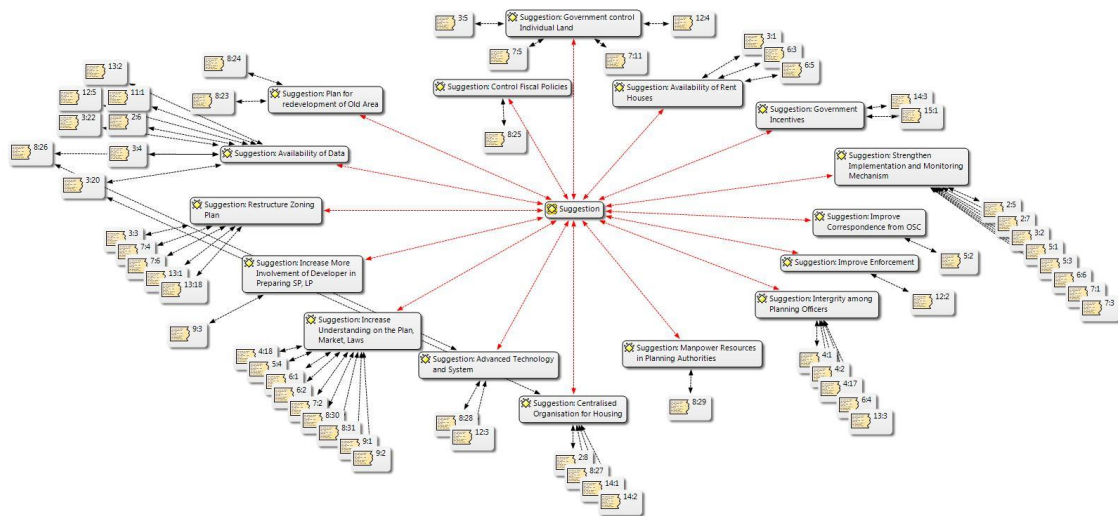 3:5
Suggestion: Government control
Individual Land
12:4
7:5
7:11
8:24
8:23
Suggestion: Plan for
redevelopment of Old Area
Suggestion: Control Fiscal Policies
8:25
3:1
6:3
6:5
Suggestion: Availability of Rent
Houses
Suggestion: Government
Incentives
14:3
15:1
13:2
12:5
11:1
3:22
2:6
8:26
3:4
Suggestion: Availability of Data
3:20
Suggestion: Strengthen
Implementation and Monitoring
Mechanism
2:5
2:7
3:2
5:1
5:3
6:6
7:1
7:3
Suggestion: Restructure Zoning
Plan
3:3
7:4
7:6
13:1
13:18
Suggestion
Suggestion: Improve
Correspondence from OSC
5:2
Suggestion: Improve Enforcement
12:2
Suggestion: Increase More
Involvement of Developer in
Preparing SP, LP
9:3
Suggestion: Intergrity among
Planning Officers
4:1
4:2
4:17
6:4
13:3
Suggestion: Increase
Understanding on the Plan,
Market, Laws
4:18
5:4
6:1
6:2
7:2
8:30
8:31
9:1
9:2
Suggestion: Advanced Technology
and System
8:28
12:3
Suggestion: Manpower Resources
in Planning Authorities
8:29
Suggestion: Centralised
Organisation for Housing
2:8
8:27
14:1
14:2